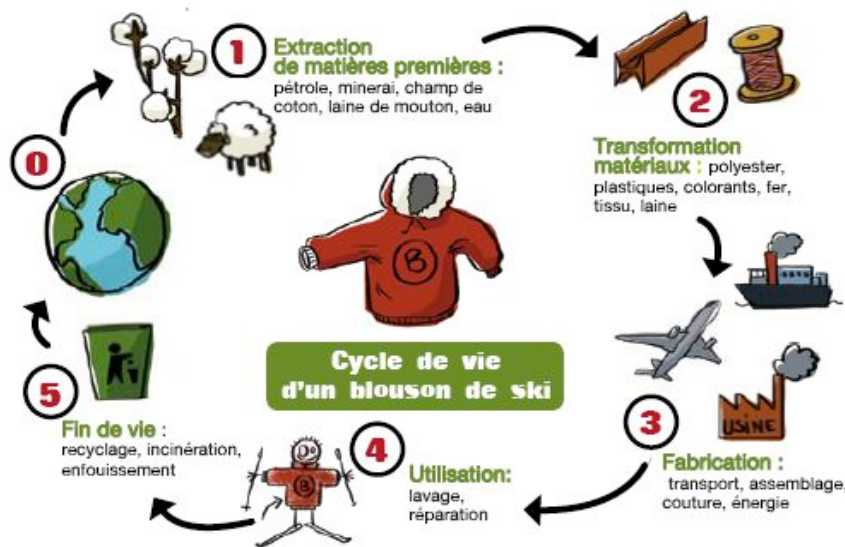 0
1
Extraction
de matières premières :
pétrole, minerai, champ de
coton, laine de mouton, eau
2
Transformation
matériaux : polyester,
plastiques, colorants, fer,
tissu, laine
B
Cycle de vie
d'un blouson de ski
USINE
3
Fabrication :
transport, assemblage,
couture, énergie
4
Utilisation:
lavage,
réparation
B
5
Fin de vie :
recyclage, incinération,
enfouissement